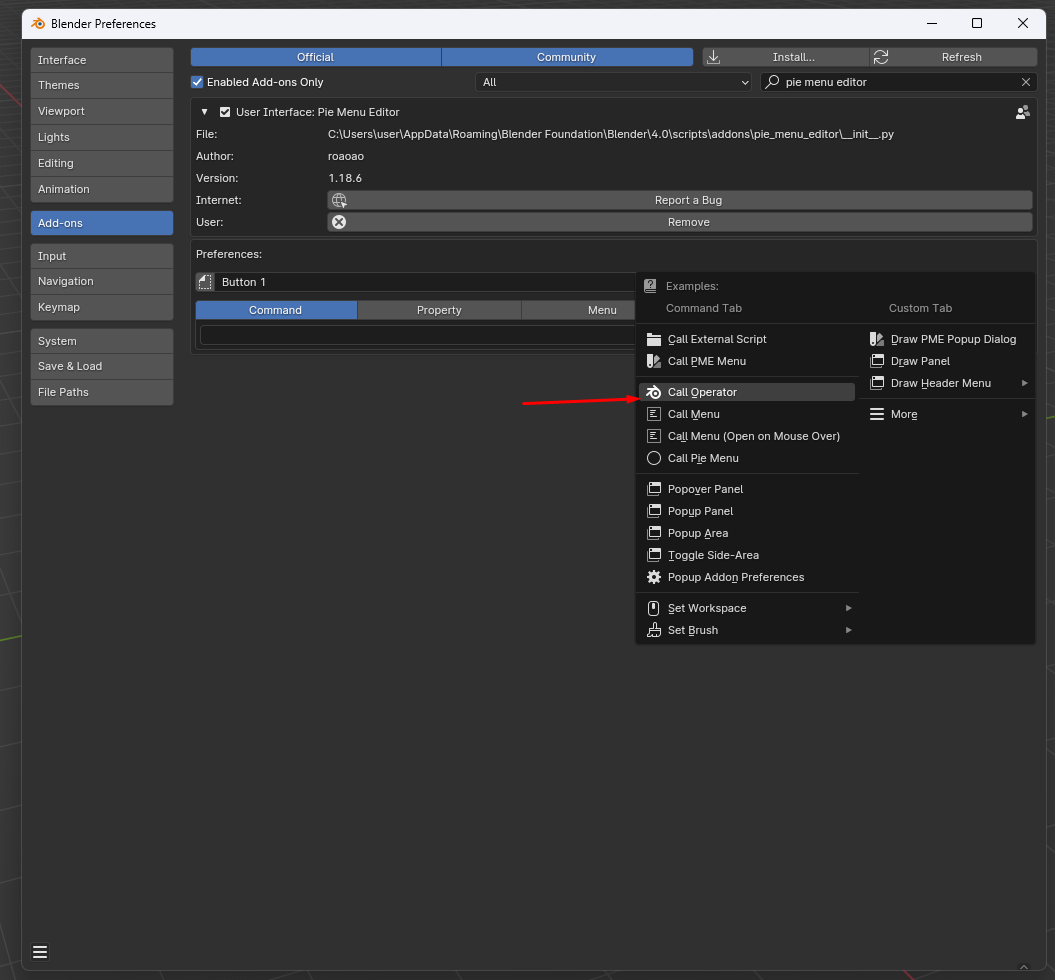 Blender Preferences
Interface
Themes
Viewport
Lights
Editing
Animation
Add-ons
Input
Navigation
Keymap
System
Save & Load
File Paths
Official Community Install... Refresh
Enabled Add-ons Only All pie menu editor
User Interface: Pie Menu Editor
File: C:\Users\user\AppData\Roaming\Blender Foundation\Blender\4.0\scripts\addons\pie_menu_editor\__init__.py
Author: roaoao
Version: 1.18.6
Internet: Report a Bug
User: Remove
Preferences:
Button 1
Command Property Menu
Examples:
Command Tab
Call External Script
Call PME Menu
Call Operator
Call Menu
Call Menu (Open on Mouse Over)
Call Pie Menu
Popover Panel
Popup Panel
Popup Area
Toggle Side-Area
Popup Addon Preferences
Set Workspace
Set Brush
Custom Tab
Draw PME Popup Dialog
Draw Panel
Draw Header Menu
More